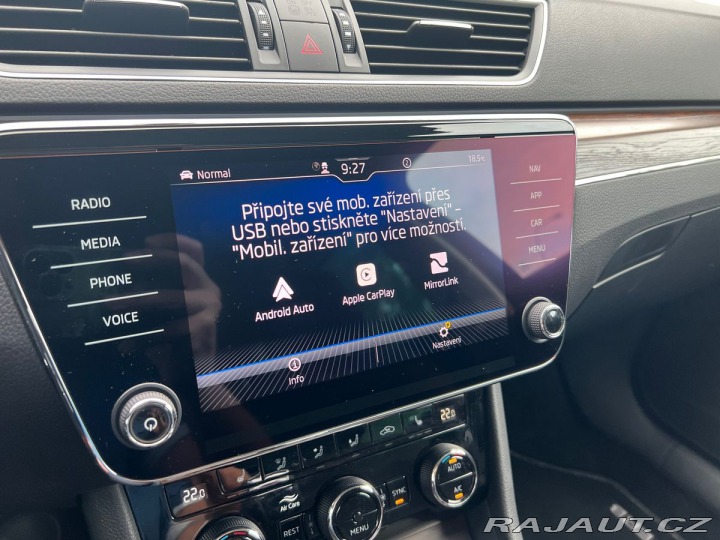 Normal
9:27
18.5°C
RADIO
MEDIA
PHONE
VOICE
Připojte své mob. zařízení přes
USB nebo stiskněte "Nastavení" -
"Mobil. zařízení" pro více možností.
Android Auto
Apple CarPlay
MirrorLink
Info
Nastavení
NAV
APP
CAR
MENU
22.0
22.0
Air Care
REST
MENU
SYNC
AUTO
A/C
RAJAUT.CZ